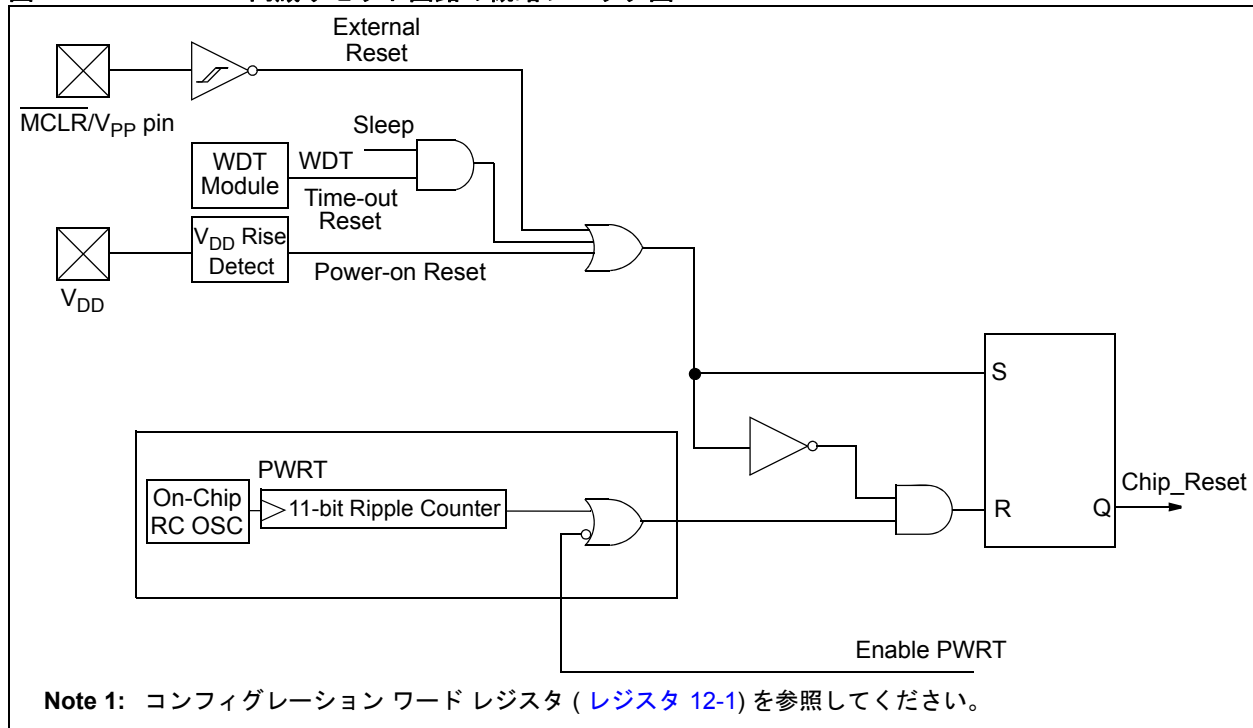 External
Reset
MCLR/VPP pin
Sleep
WDT
Module
WDT
Time-out
Reset
VDD Rise
Detect
Power-on Reset
VDD
S
PWRT
On-Chip
RC OSC
11-bit Ripple Counter
R
Q
Chip_Reset
Enable PWRT
Note 1: コンフィグレーション ワード レジスタ ( レジスタ 12-1) を参照してください。